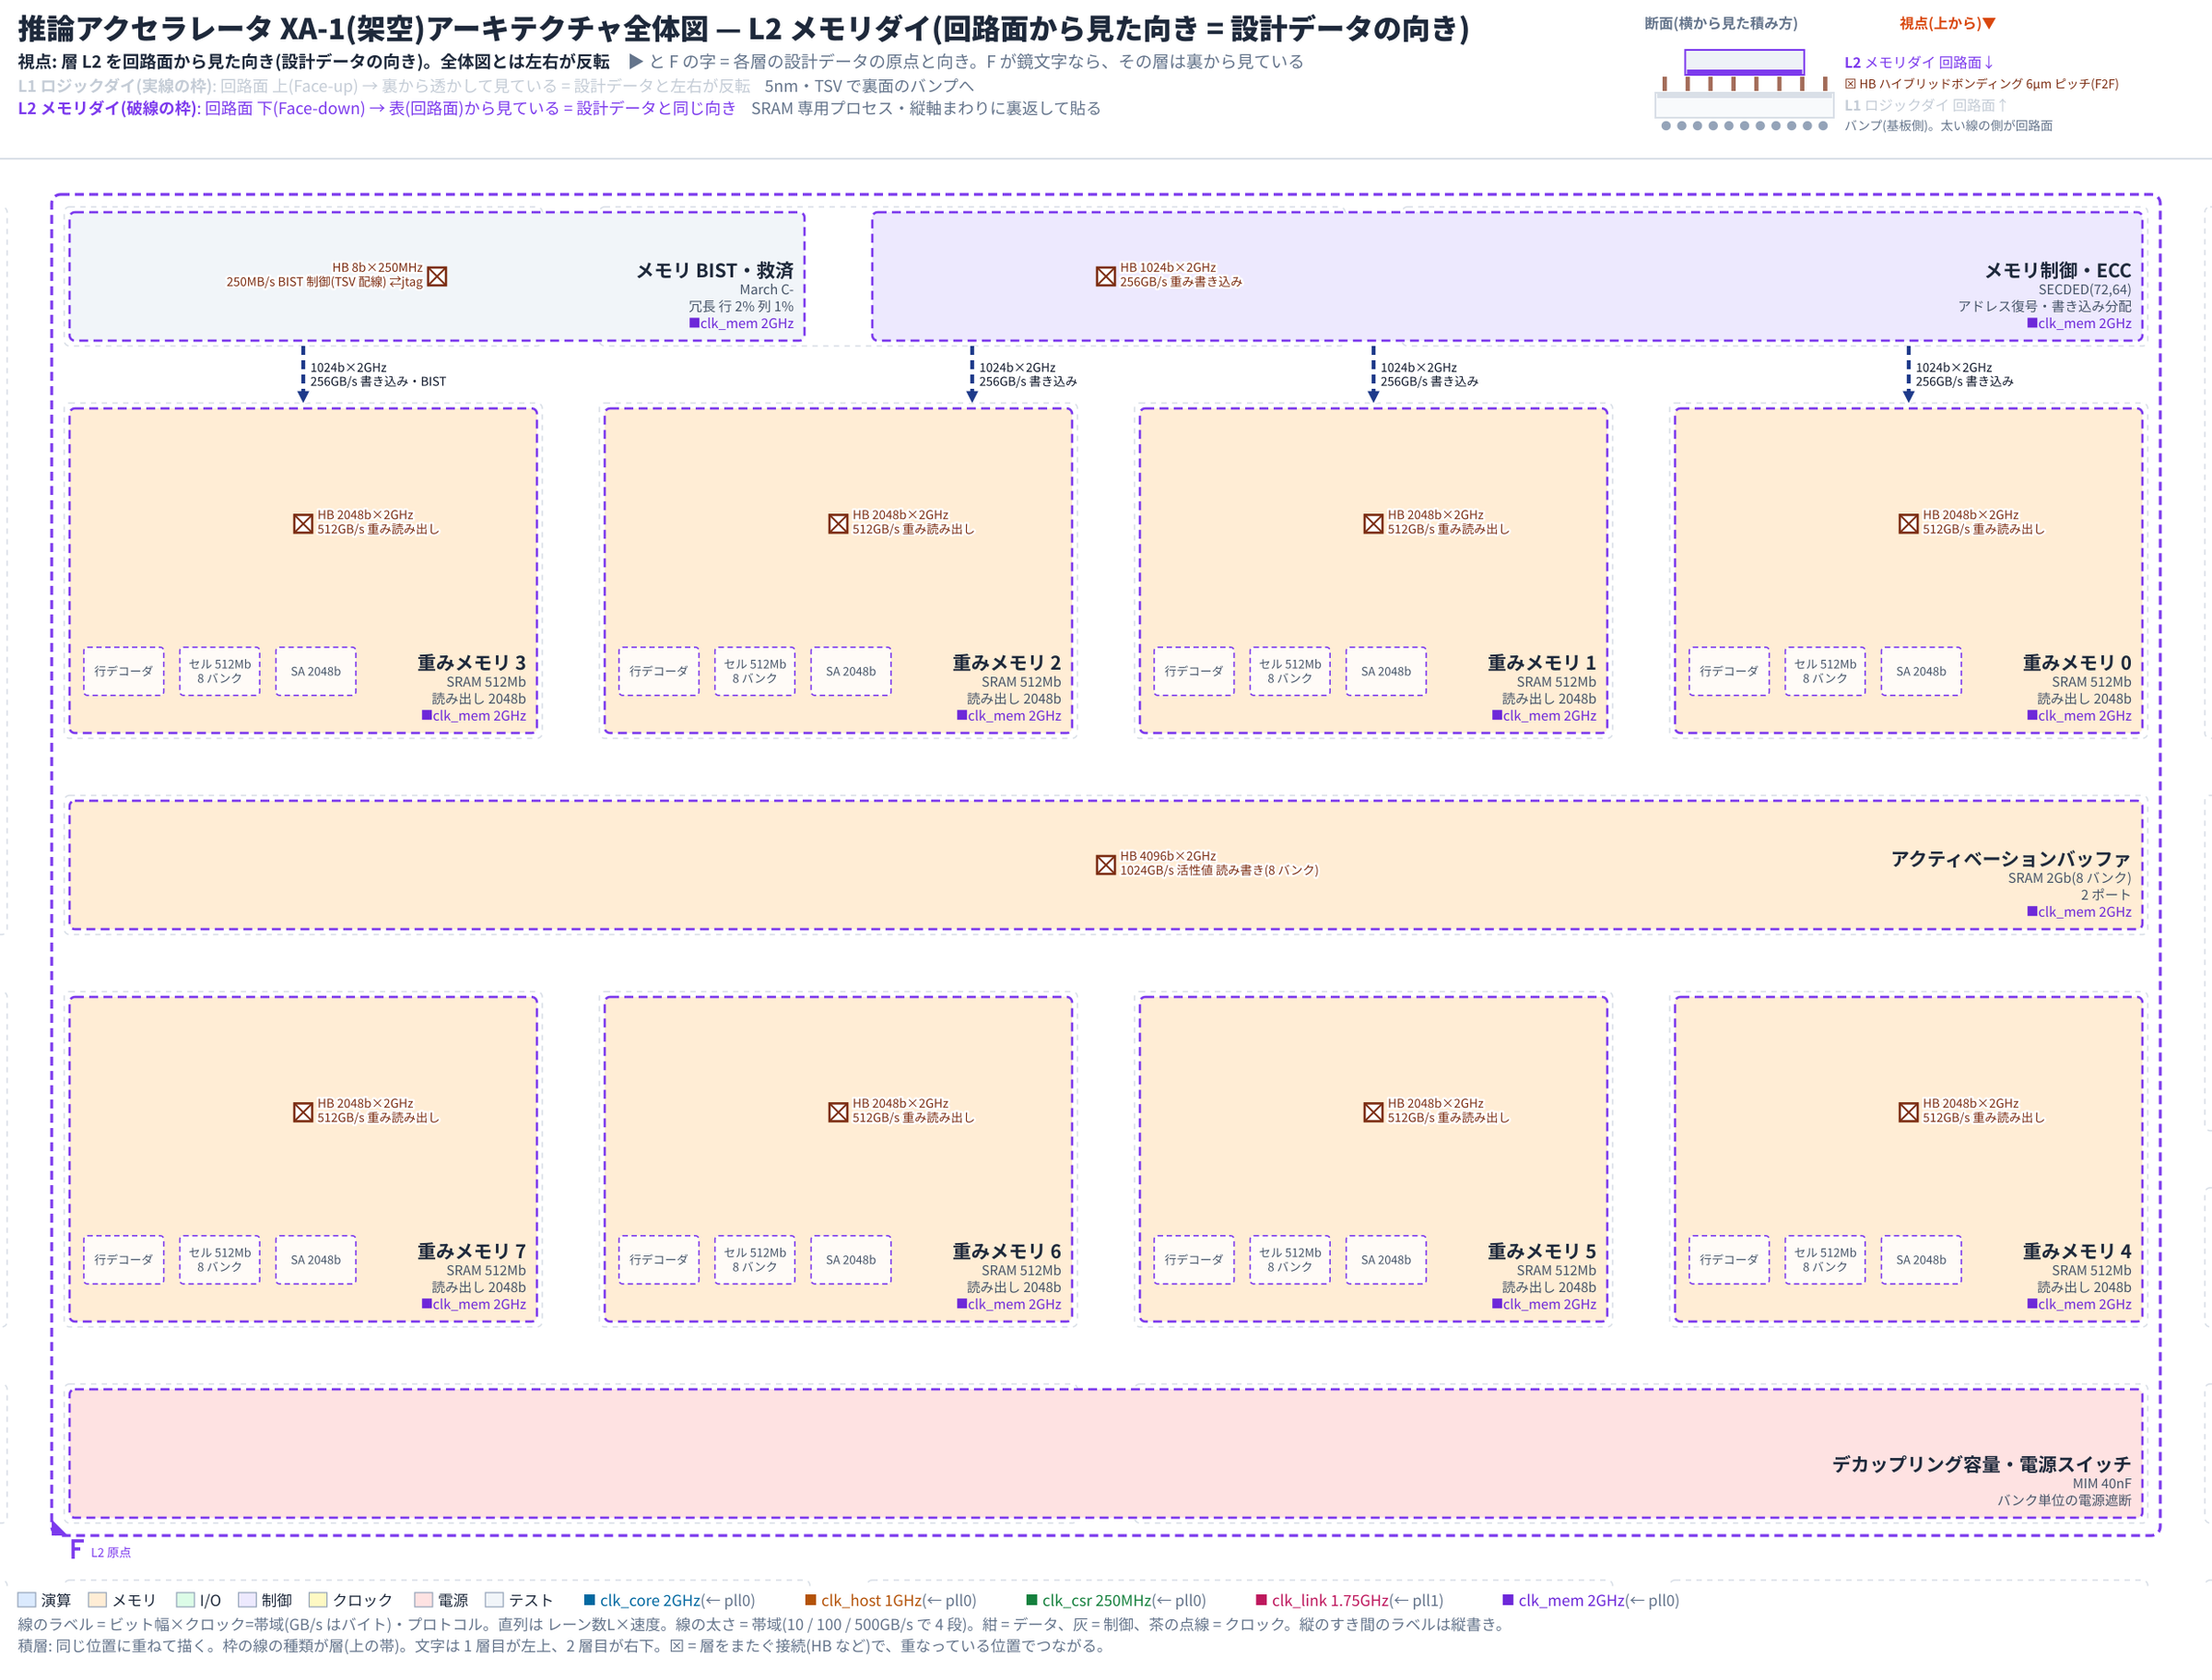 推論アクセラレータ XA-1(架空)アーキテクチャ全体図 — L2 メモリダイ(回路面から見た向き = 設計データの向き)
視点: 層 L2 を回路面から見た向き(設計データの向き)。全体図とは左右が反転 ▶ と F の字 = 各層の設計データの原点と向き。F が鏡文字なら、その層は裏から見ている
L1 ロジックダイ(実線の枠): 回路面 上(Face-up) → 裏から透かして見ている = 設計データと左右が反転 5nm・TSV で裏面のバンプへ
L2 メモリダイ(破線の枠): 回路面 下(Face-down) → 表(回路面)から見ている = 設計データと同じ向き SRAM 専用プロセス・縦軸まわりに裏返して貼る
断面(横から見た積み方)
視点(上から)▼
L2 メモリダイ 回路面↓
☒ HB ハイブリッドボンディング 6µm ピッチ(F2F)
L1 ロジックダイ 回路面↑
バンプ(基板側)。太い線の側が回路面
HB 8b×250MHz
250MB/s BIST 制御(TSV 配線) ⇄jtag
メモリ BIST・救済
March C-
冗長 行 2% 列 1%
■clk_mem 2GHz
HB 1024b×2GHz
256GB/s 重み書き込み
メモリ制御・ECC
SECDED(72,64)
アドレス復号・書き込み分配
■clk_mem 2GHz
1024b×2GHz
256GB/s 書き込み・BIST
1024b×2GHz
256GB/s 書き込み
1024b×2GHz
256GB/s 書き込み
1024b×2GHz
256GB/s 書き込み
HB 2048b×2GHz
512GB/s 重み読み出し
行デコーダ
セル 512Mb
8 バンク
SA 2048b
重みメモリ 3
SRAM 512Mb
読み出し 2048b
■clk_mem 2GHz
HB 2048b×2GHz
512GB/s 重み読み出し
行デコーダ
セル 512Mb
8 バンク
SA 2048b
重みメモリ 2
SRAM 512Mb
読み出し 2048b
■clk_mem 2GHz
HB 2048b×2GHz
512GB/s 重み読み出し
行デコーダ
セル 512Mb
8 バンク
SA 2048b
重みメモリ 1
SRAM 512Mb
読み出し 2048b
■clk_mem 2GHz
HB 2048b×2GHz
512GB/s 重み読み出し
行デコーダ
セル 512Mb
8 バンク
SA 2048b
重みメモリ 0
SRAM 512Mb
読み出し 2048b
■clk_mem 2GHz
HB 4096b×2GHz
1024GB/s 活性値 読み書き(8 バンク)
アクティベーションバッファ
SRAM 2Gb(8 バンク)
2 ポート
■clk_mem 2GHz
HB 2048b×2GHz
512GB/s 重み読み出し
行デコーダ
セル 512Mb
8 バンク
SA 2048b
重みメモリ 7
SRAM 512Mb
読み出し 2048b
■clk_mem 2GHz
HB 2048b×2GHz
512GB/s 重み読み出し
行デコーダ
セル 512Mb
8 バンク
SA 2048b
重みメモリ 6
SRAM 512Mb
読み出し 2048b
■clk_mem 2GHz
HB 2048b×2GHz
512GB/s 重み読み出し
行デコーダ
セル 512Mb
8 バンク
SA 2048b
重みメモリ 5
SRAM 512Mb
読み出し 2048b
■clk_mem 2GHz
HB 2048b×2GHz
512GB/s 重み読み出し
行デコーダ
セル 512Mb
8 バンク
SA 2048b
重みメモリ 4
SRAM 512Mb
読み出し 2048b
■clk_mem 2GHz
デカップリング容量・電源スイッチ
MIM 40nF
バンク単位の電源遮断
F L2 原点
演算 メモリ I/O 制御 クロック 電源 テスト ■ clk_core 2GHz(← pll0) ■ clk_host 1GHz(← pll0) ■ clk_csr 250MHz(← pll0) ■ clk_link 1.75GHz(← pll1) ■ clk_mem 2GHz(← pll0)
線のラベル = ビット幅×クロック=帯域(GB/s はバイト)・プロトコル。直列は レーン数L×速度。線の太さ = 帯域(10 / 100 / 500GB/s で 4 段)。紺 = データ、灰 = 制御、茶の点線 = クロック。縦のすき間のラベルは縦書き。
積層: 同じ位置に重ねて描く。枠の線の種類が層(上の帯)。文字は 1 層目が左上、2 層目が右下。☒ = 層をまたぐ接続(HB など)で、重なっている位置でつながる。